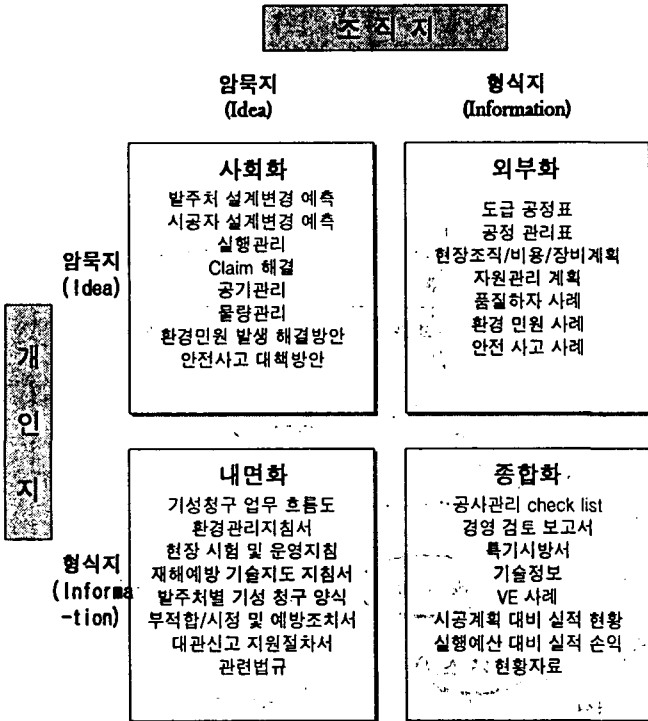 조직지
암묵지
(Idea)
형식지
(Information)
개인지
암묵지
(Idea)
사회화
발주처 설계변경 예측
시공자 설계변경 예측
실행관리
Claim 해결
공기관리
물량관리
환경민원 발생 해결방안
안전사고 대책방안
외부화
도급 공정표
공정 관리표
현장조직/비용/장비계획
자원관리 계획
품질하자 사례
환경 민원 사례
안전 사고 사례
형식지
(Informa
-tion)
내면화
기성청구 업무 흐름도
환경관리지침서
현장 시험 및 운영지침
재해예방 기술지도 지침서
발주처별 기성 청구 양식
부적합/시정 및 예방조치서
대관신고 지원절차서
관련법규
종합화
공사관리 check list
경영 검토 보고서
특기시방서
기술정보
VE 사례
시공계획 대비 실적 현황
실행예산 대비 실적 손익
현황자료